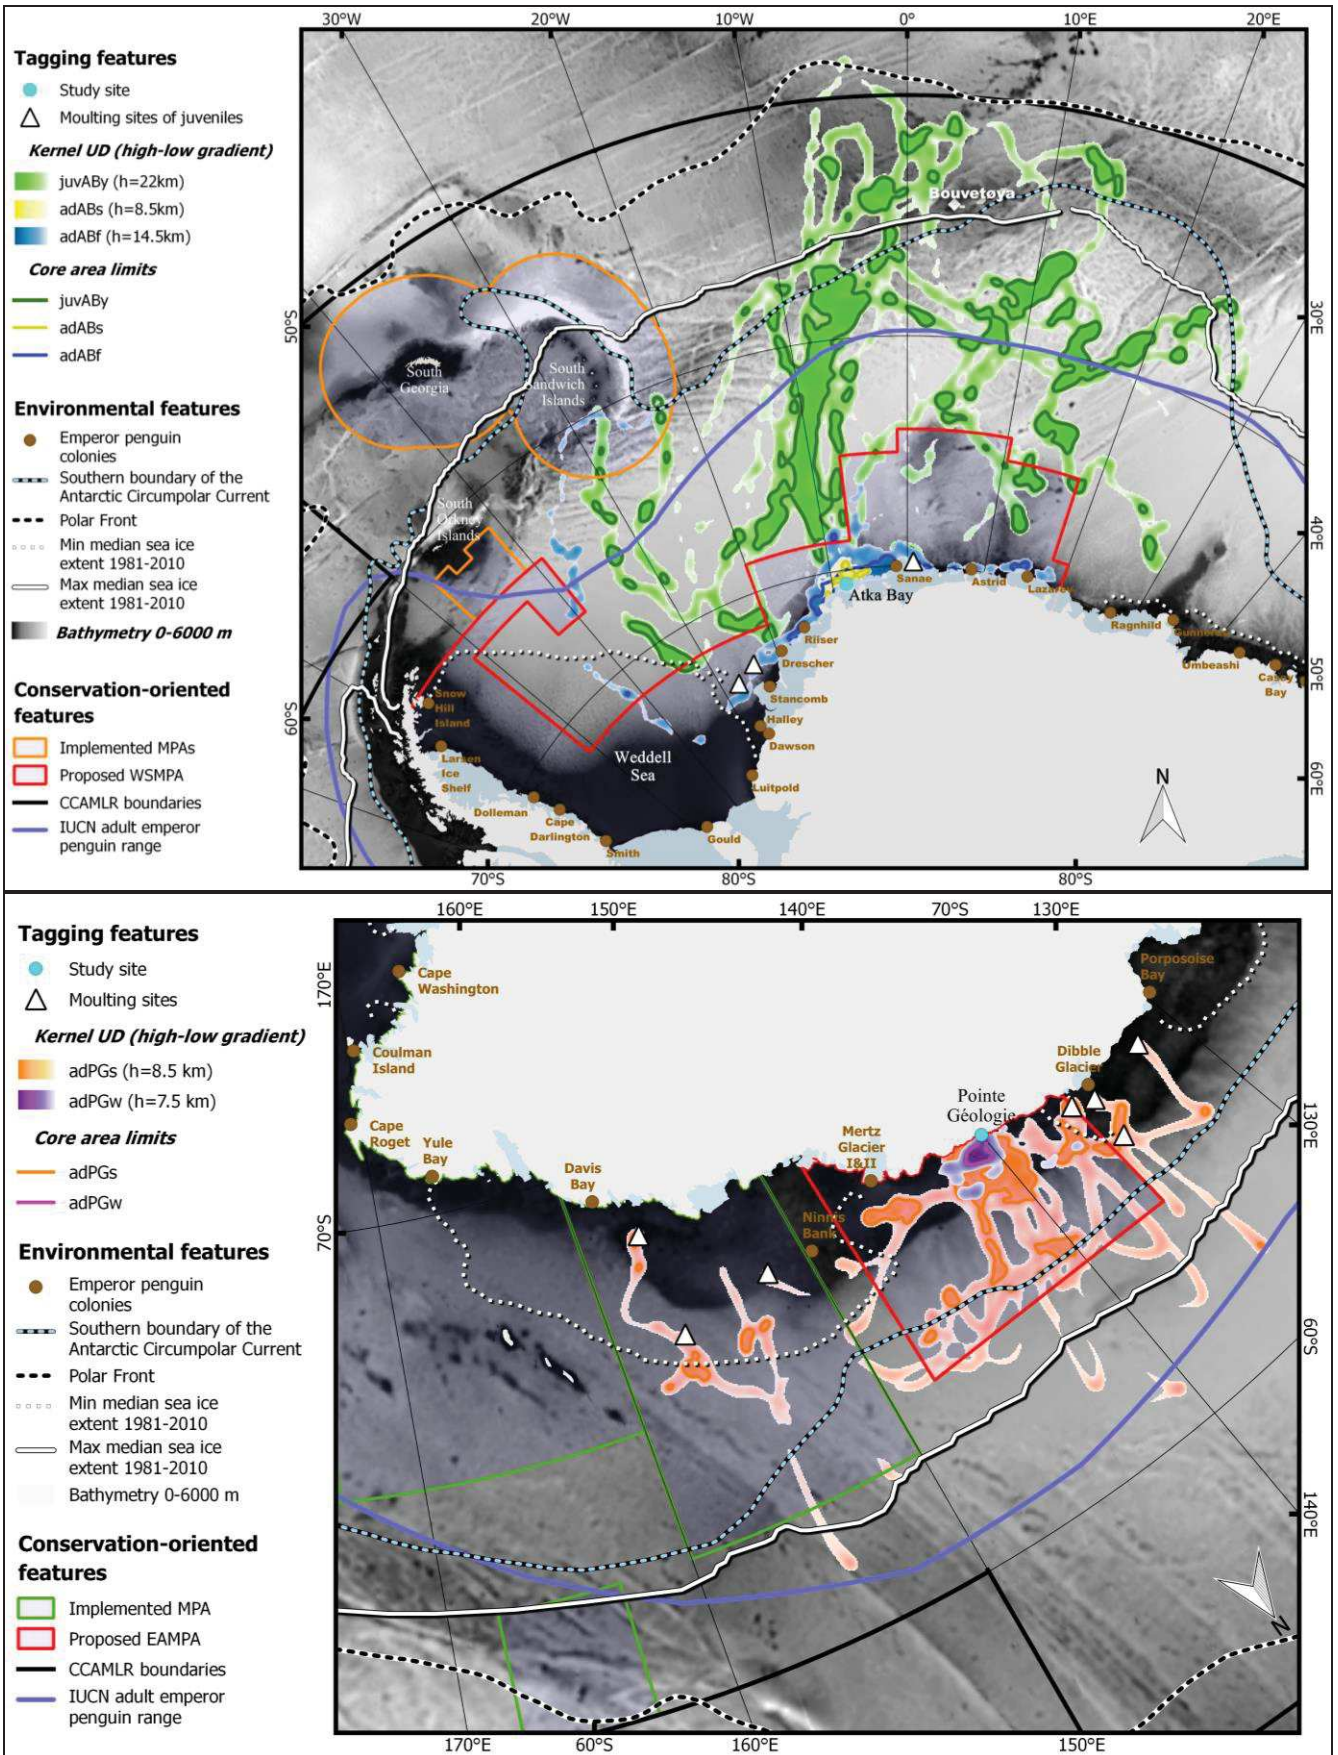 30°W 20°W 10°W 0° 10°E 20°E
Tagging features
Study site
Moulting sites of juveniles
Kernel UD (high-low gradient)
juvABy (h=22km)
adABs (h=8.5km)
adABf (h=14.5km)
Core area limits
juvABy
adABs
adABf
Environmental features
Emperor penguin
colonies
Southern boundary of the
Antarctic Circumpolar Current
Polar Front
Min median sea ice
extent 1981-2010
Max median sea ice
extent 1981-2010
Bathymetry 0-6000 m
Conservation-oriented
features
Implemented MPAs
Proposed WSMPA
CCAMLR boundaries
IUCN adult emperor
penguin range
50°S
60°S
Bouvetøya
South
Georgia
South
Sandwich
Islands
South
Orkney
Islands
Sanae
Astrid
Lazarev
Atka Bay
Ragnhild
Gunnerus
Umbeashi
Casey
Bay
Riiser
Drescher
Stancomb
Halley
Dawson
Luitpold
Snow
Hill
Island
Larsen
Ice
Shelf
Weddell
Sea
Dolleman
Cape
Darlington
Smith
Gould
N
30°E
40°E
50°E
60°E
70°S 80°S 80°S
160°E 150°E 140°E 70°S 130°E
Tagging features
Study site
Moulting sites
Kernel UD (high-low gradient)
adPGs (h=8.5 km)
adPGw (h=7.5 km)
Core area limits
adPGs
adPGw
Environmental features
Emperor penguin
colonies
Southern boundary of the
Antarctic Circumpolar Current
Polar Front
Min median sea ice
extent 1981-2010
Max median sea ice
extent 1981-2010
Bathymetry 0-6000 m
Conservation-oriented
features
Implemented MPA
Proposed EAMPA
CCAMLR boundaries
IUCN adult emperor
penguin range
170°E
70°S
Cape
Washington
Coulman
Island
Cape
Roget
Yule
Bay
Davis
Bay
Mertz
Glacier
I&II
Ninnis
Bank
Pointe
Géologie
Dibble
Glacier
Porposoise
Bay
130°E
60°S
140°E
N
170°E 60°S 160°E 150°E